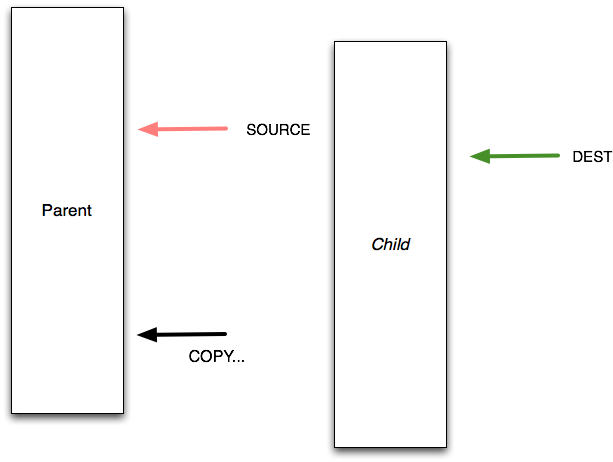 SOURCE
DEST
Parent
Child
COPY...